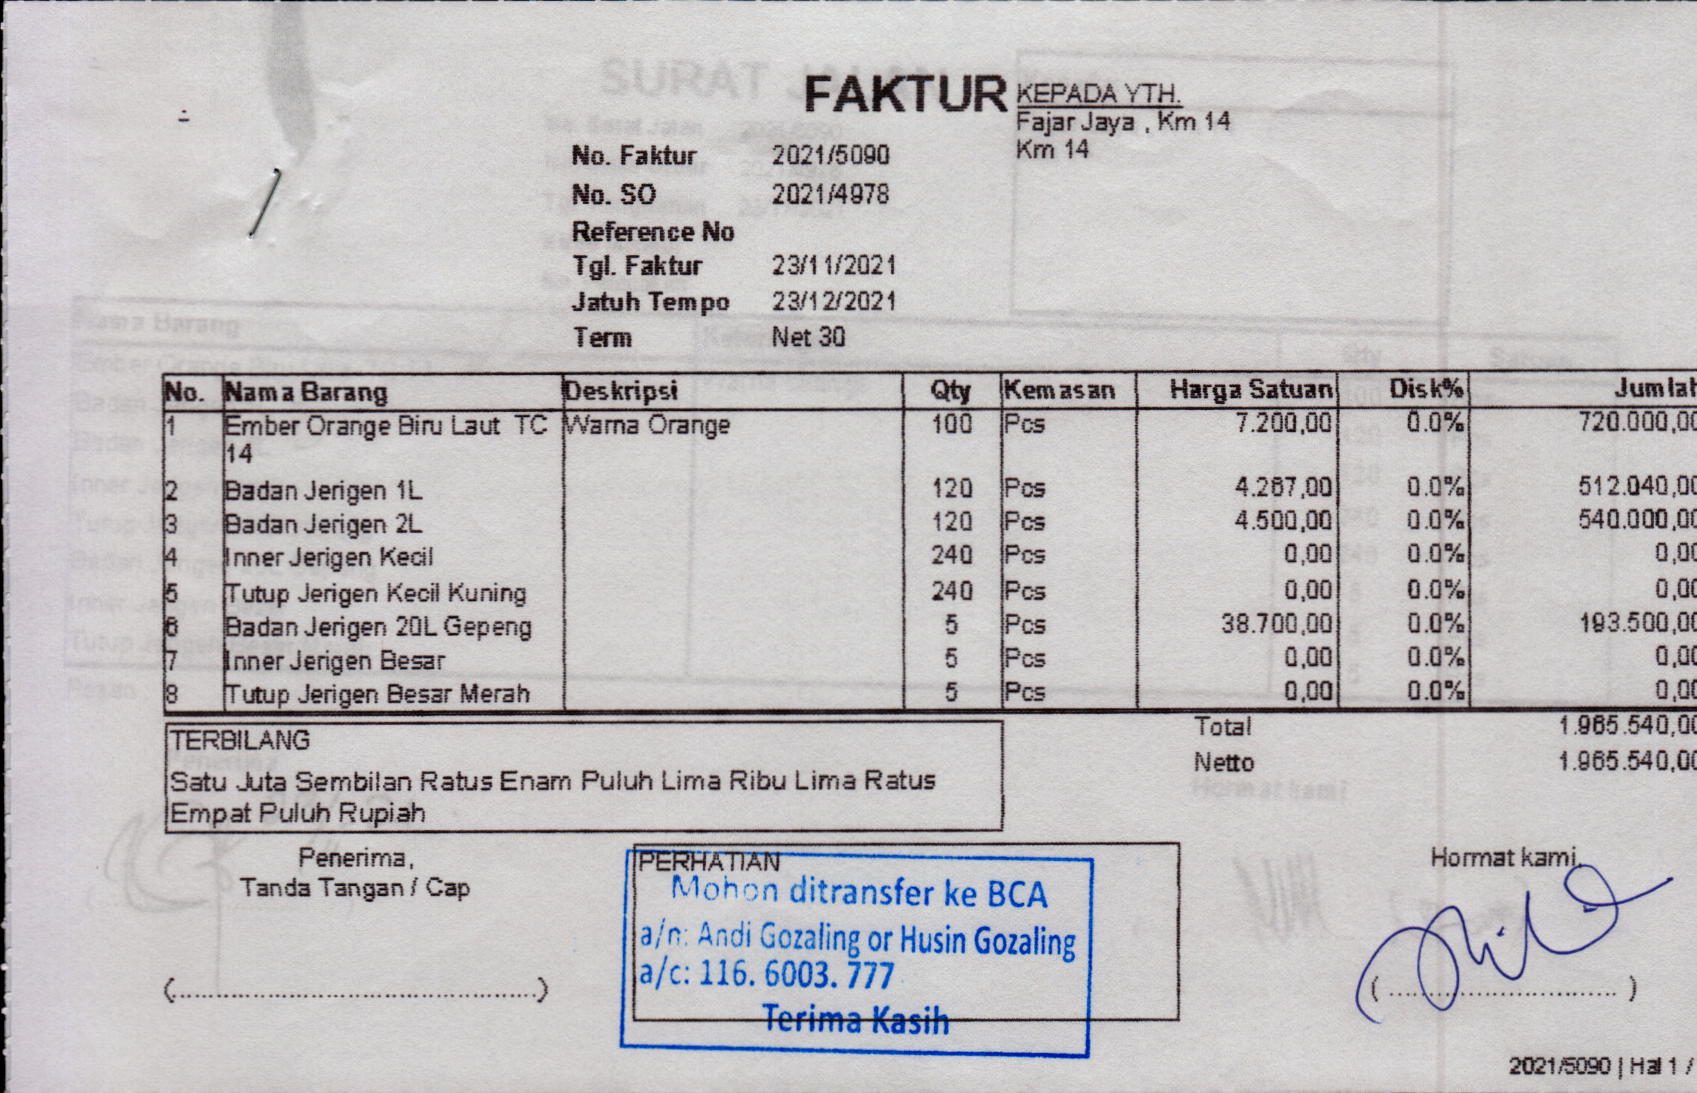 FAKTUR
KEPADA YTH.
Fajar Jaya , Km 14
Km 14
No. Faktur 2021/5090
No. SO 2021/4978
Reference No
Tgl. Faktur 23/11/2021
Jatuh Tempo 23/12/2021
Term Net 30
No. Nama Barang Deskripsi Qty Kemasan Harga Satuan Disk% Jumlah
1 Ember Orange Biru Laut TC Warna Orange 100 Pcs 7.200,00 0.0% 720.000,00
14
2 Badan Jerigen 1L 120 Pcs 4.267,00 0.0% 512.040,00
3 Badan Jerigen 2L 120 Pcs 4.500,00 0.0% 540.000,00
4 Inner Jerigen Kecil 240 Pcs 0,00 0.0% 0,00
5 Tutup Jerigen Kecil Kuning 240 Pcs 0,00 0.0% 0,00
6 Badan Jerigen 20L Gepeng 5 Pcs 38.700,00 0.0% 193.500,00
7 Inner Jerigen Besar 5 Pcs 0,00 0.0% 0,00
8 Tutup Jerigen Besar Merah 5 Pcs 0,00 0.0% 0,00
Total 1.965.540,00
Netto 1.965.540,00
TERBILANG
Satu Juta Sembilan Ratus Enam Puluh Lima Ribu Lima Ratus
Empat Puluh Rupiah
Penerima,
Tanda Tangan / Cap
(..............................................)
PERHATIAN
Mohon ditransfer ke BCA
a/n: Andi Gozaling or Husin Gozaling
a/c: 116. 6003. 777
Terima Kasih
Hormat kami,
( ............................. )
2021/5090 | Hal 1 /